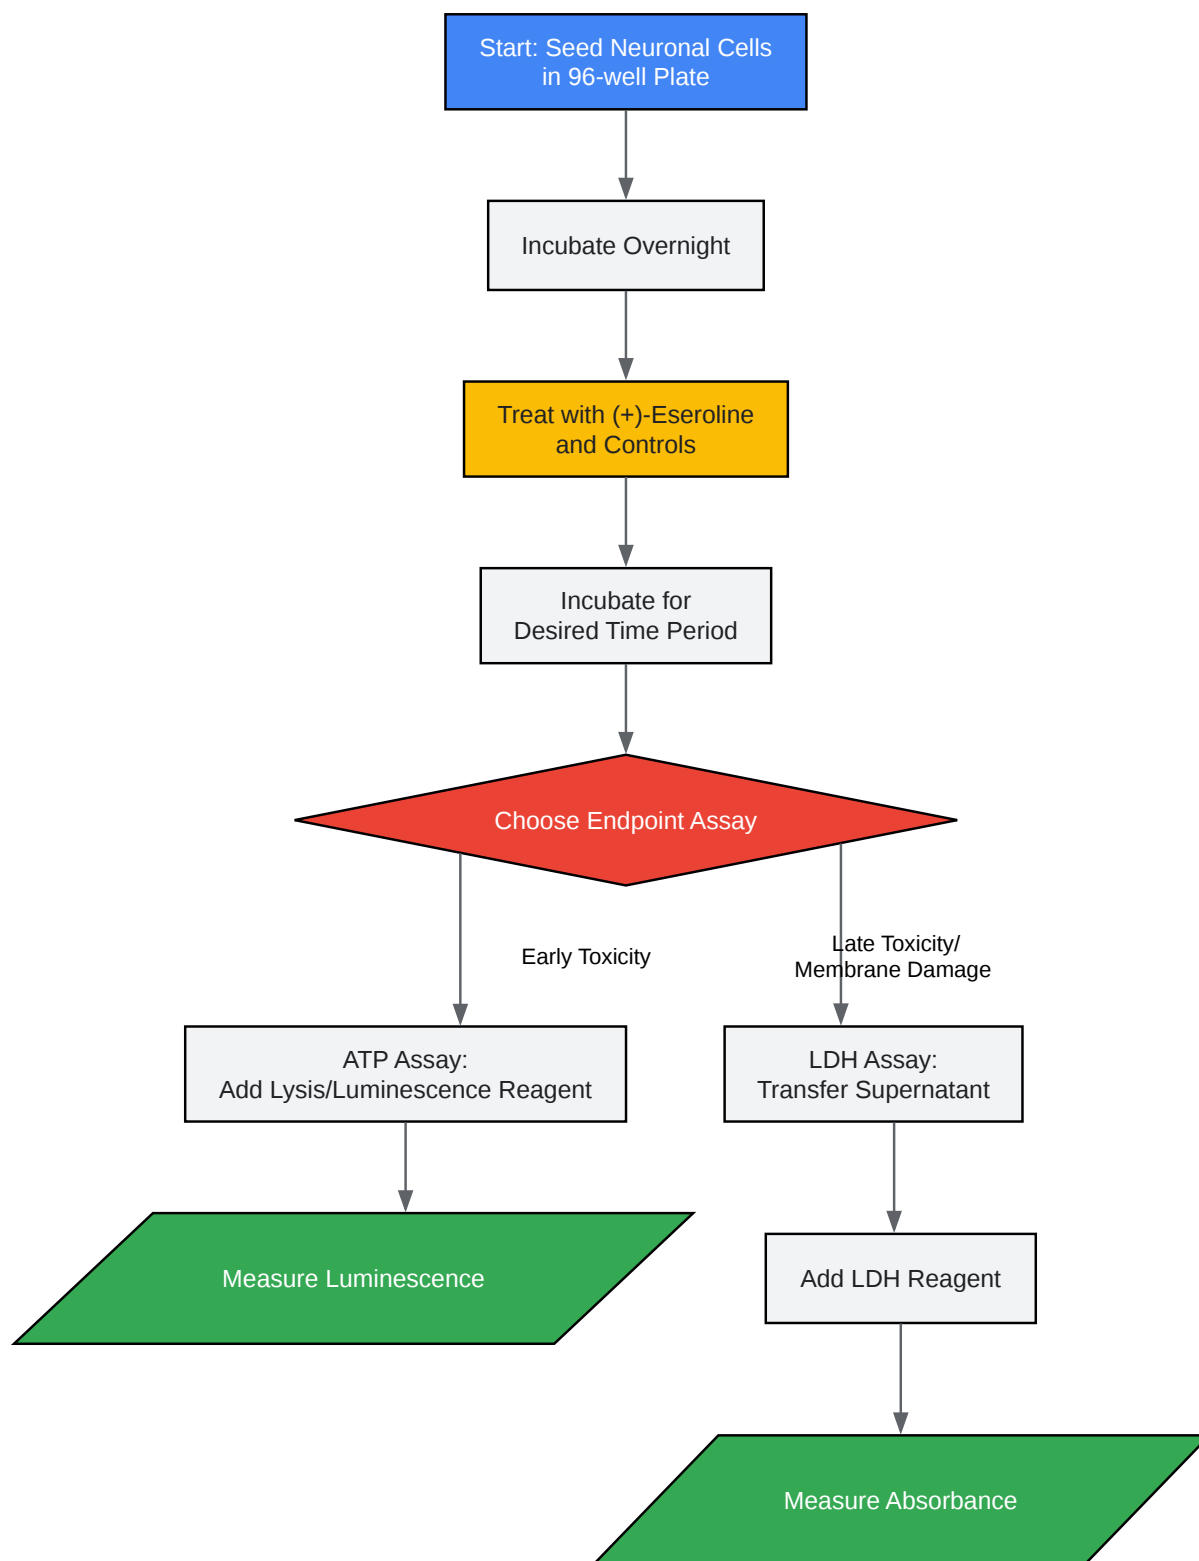 Start: Seed Neuronal Cells
in 96-well Plate
Incubate Overnight
Treat with (+)-Eseroline
and Controls
Incubate for
Desired Time Period
Choose Endpoint Assay
Early Toxicity
Late Toxicity/
Membrane Damage
ATP Assay:
Add Lysis/Luminescence Reagent
LDH Assay:
Transfer Supernatant
Measure Luminescence
Add LDH Reagent
Measure Absorbance